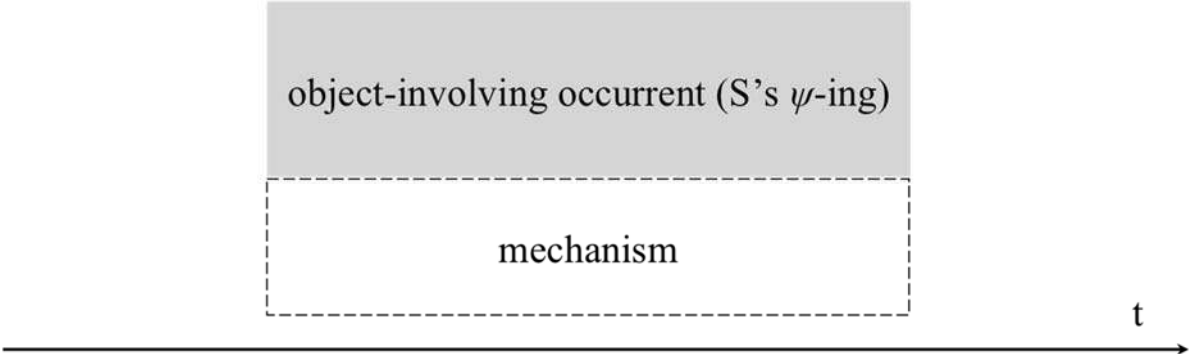 object-involving occurrent (S’s ψ-ing)
mechanism
t